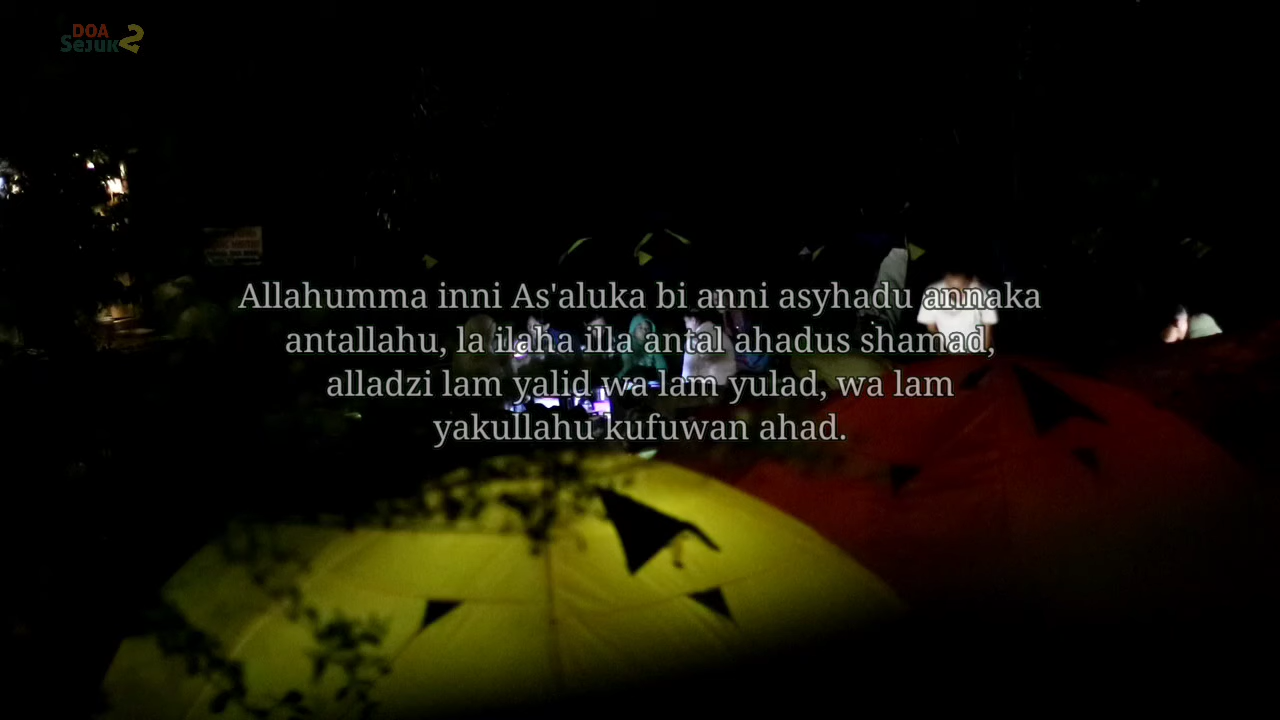 DOA
Sejuk2
Allahumma inni As'aluka bi anni asyhadu annaka
antallahu, la ilaha illa antal ahadus shamad,
alladzi lam yalid wa lam yulad, wa lam
yakullahu kufuwan ahad.